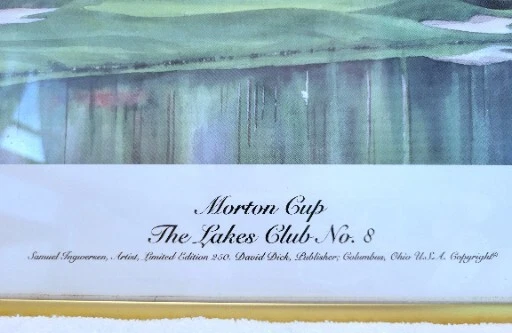 Morton Cup
The Lakes Club No. 8
Samuel Ingwersen, Artist, Limited Edition 250. David Dick, Publisher; Columbus, Ohio U.S.A. Copyright©